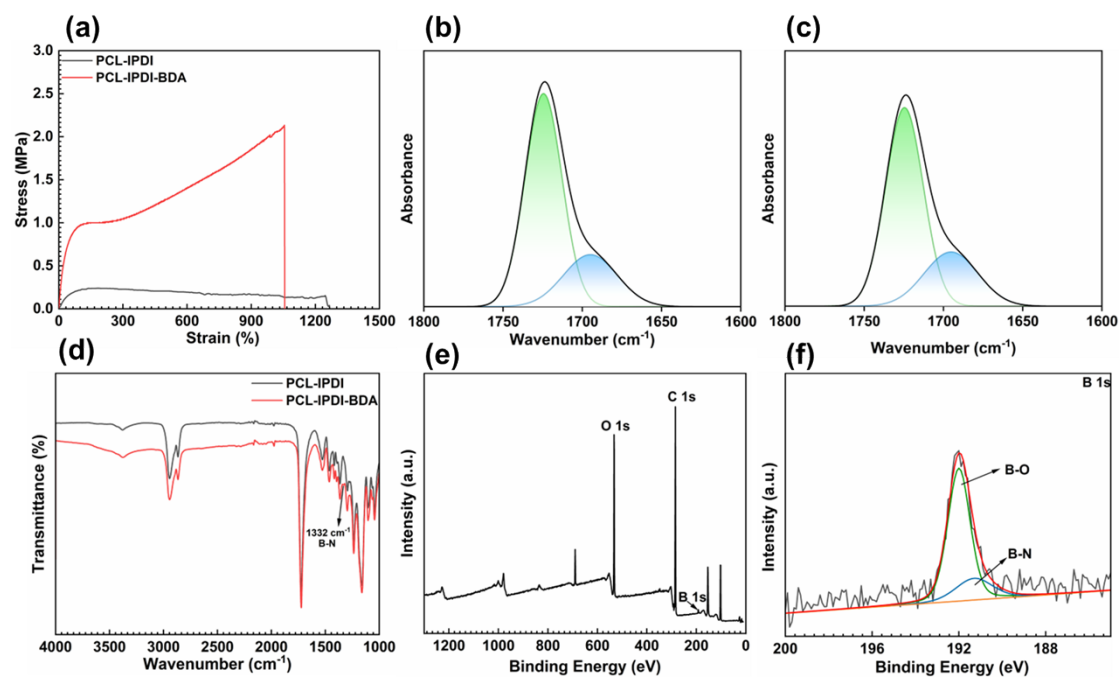 (a)
3.0
2.5
2.0
1.5
1.0
0.5
0.0
Stress (MPa)
PCL-IPDI
PCL-IPDI-BDA
0 300 600 900 1200 1500
Strain (%)
(b)
Absorbance
1800 1750 1700 1650 1600
Wavenumber (cm-1)
(c)
Absorbance
1800 1750 1700 1650 1600
Wavenumber (cm-1)
(d)
Transmittance (%)
PCL-IPDI
PCL-IPDI-BDA
1332 cm-1
B-N
4000 3500 3000 2500 2000 1500 1000
Wavenumber (cm-1)
(e)
Intensity (a.u.)
O 1s
C 1s
B 1s
1200 1000 800 600 400 200 0
Binding Energy (eV)
(f)
B 1s
Intensity (a.u.)
B-O
B-N
200 196 192 188
Binding Energy (eV)